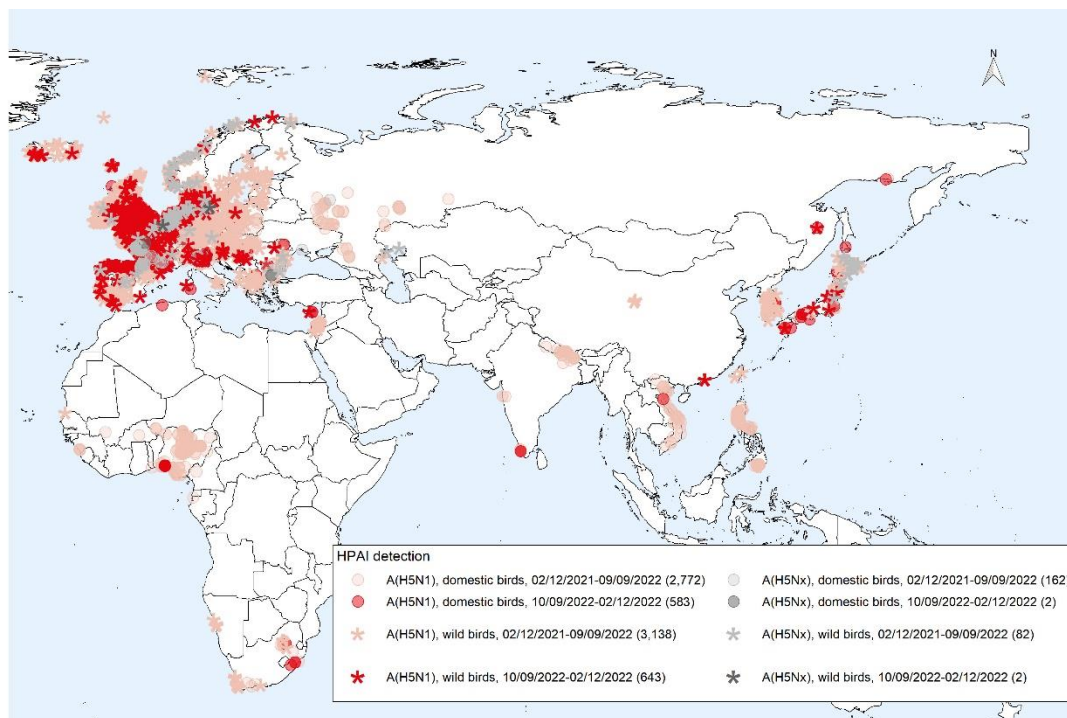 N
HPAI detection
A(H5N1), domestic birds, 02/12/2021-09/09/2022 (2,772)
A(H5N1), domestic birds, 10/09/2022-02/12/2022 (583)
A(H5N1), wild birds, 02/12/2021-09/09/2022 (3,138)
A(H5N1), wild birds, 10/09/2022-02/12/2022 (643)
A(H5Nx), domestic birds, 02/12/2021-09/09/2022 (162
A(H5Nx), domestic birds, 10/09/2022-02/12/2022 (2)
A(H5Nx), wild birds, 02/12/2021-09/09/2022 (82)
A(H5Nx), wild birds, 10/09/2022-02/12/2022 (2)